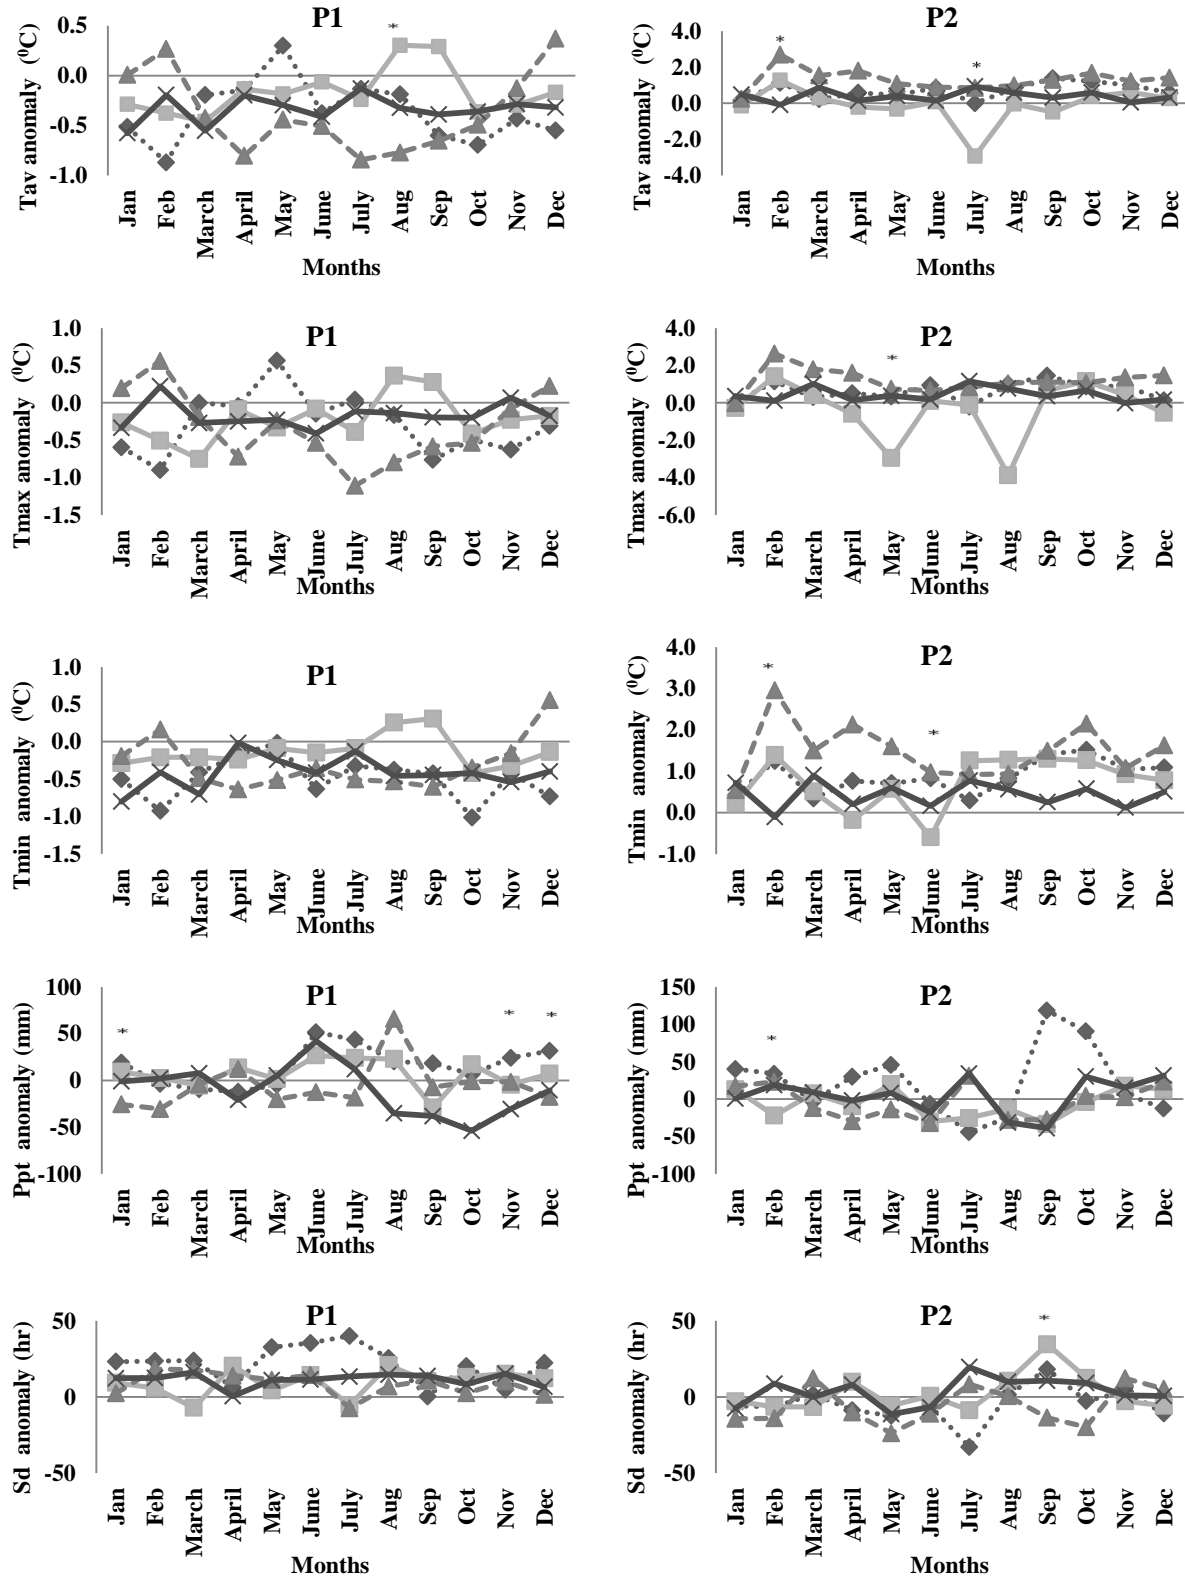 P1
Tav anomaly (⁰C)
0.5
0.0
-0.5
-1.0
*
Jan Feb March April May June July Aug Sep Oct Nov Dec
Months
P2
Tav anomaly (⁰C)
4.0
2.0
0.0
-2.0
-4.0
* *
Jan Feb March April May June July Aug Sep Oct Nov Dec
Months
P1
Tmax anomaly (⁰C)
1.0
0.5
0.0
-0.5
-1.0
-1.5
Jan Feb March April May June July Aug Sep Oct Nov Dec
Months
P2
Tmax anomaly (⁰C)
4.0
2.0
0.0
-2.0
-4.0
-6.0
*
Jan Feb March April May June July Aug Sep Oct Nov Dec
Months
P1
Tmin anomaly (⁰C)
1.0
0.5
0.0
-0.5
-1.0
-1.5
Jan Feb March April May June July Aug Sep Oct Nov Dec
Months
P2
Tmin anomaly (⁰C)
4.0
3.0
2.0
1.0
0.0
-1.0
* *
Jan Feb March April May June July Aug Sep Oct Nov Dec
Months
P1
Ppt anomaly (mm)
100
50
0
-50
-100
* * *
Jan Feb March April May June July Aug Sep Oct Nov Dec
Months
P2
Ppt anomaly (mm)
150
100
50
0
-50
-100
*
Jan Feb March April May June July Aug Sep Oct Nov Dec
Months
P1
Sd anomaly (hr)
50
0
-50
Jan Feb March April May June July Aug Sep Oct Nov Dec
Months
P2
Sd anomaly (hr)
50
0
-50
*
Jan Feb March April May June July Aug Sep Oct Nov Dec
Months